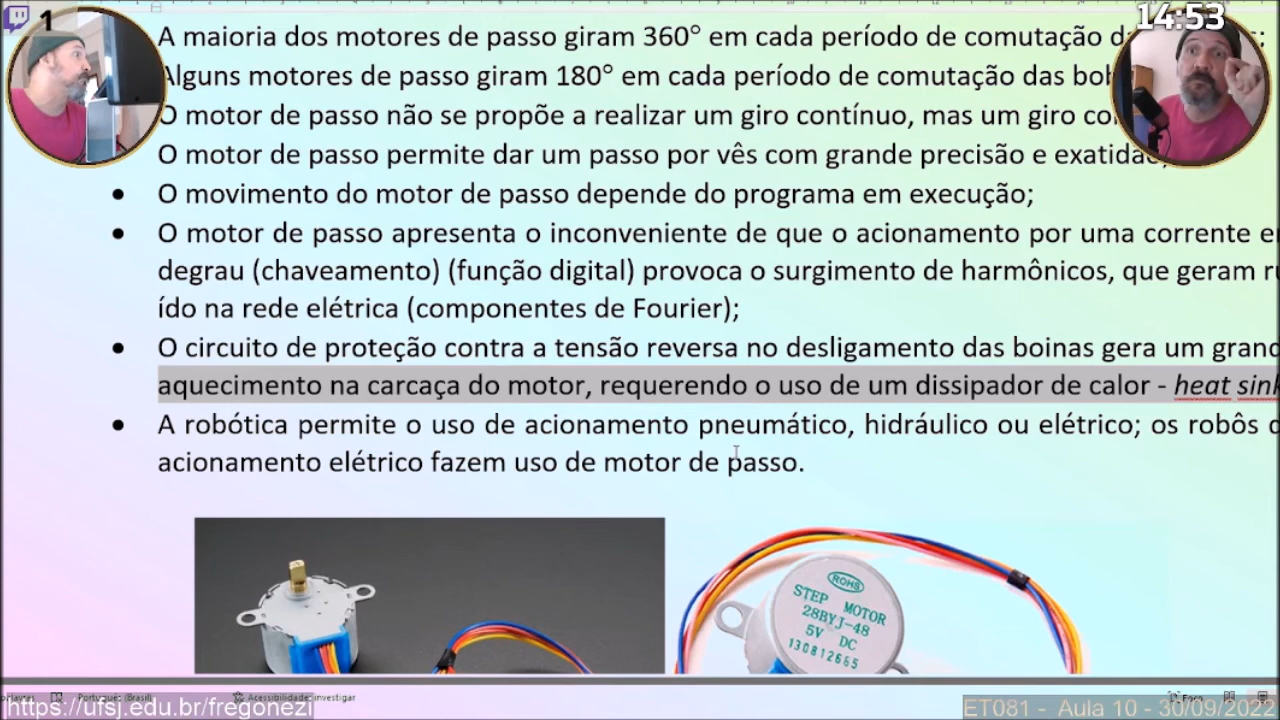 1
14:53
A maioria dos motores de passo giram 360° em cada período de comutação
Alguns motores de passo giram 180° em cada período de comutação das
O motor de passo não se propõe a realizar um giro contínuo, mas um giro
O motor de passo permite dar um passo por vês com grande precisão e
• O movimento do motor de passo depende do programa em execução;
• O motor de passo apresenta o inconveniente de que o acionamento por uma corrente
degrau (chaveamento) (função digital) provoca o surgimento de harmônicos, que geram
ído na rede elétrica (componentes de Fourier);
• O circuito de proteção contra a tensão reversa no desligamento das boinas gera um
aquecimento na carcaça do motor, requerendo o uso de um dissipador de calor - heat
• A robótica permite o uso de acionamento pneumático, hidráulico ou elétrico; os robôs
acionamento elétrico fazem uso de motor de passo.
ROHS
STEP MOTOR
28BYJ-48
5V DC
130812665
Português (Brasil)
Acessibilidade: investigar
https://ufsj.edu.br/fregonezi
ET081 - Aula 10 - 30/09/2022